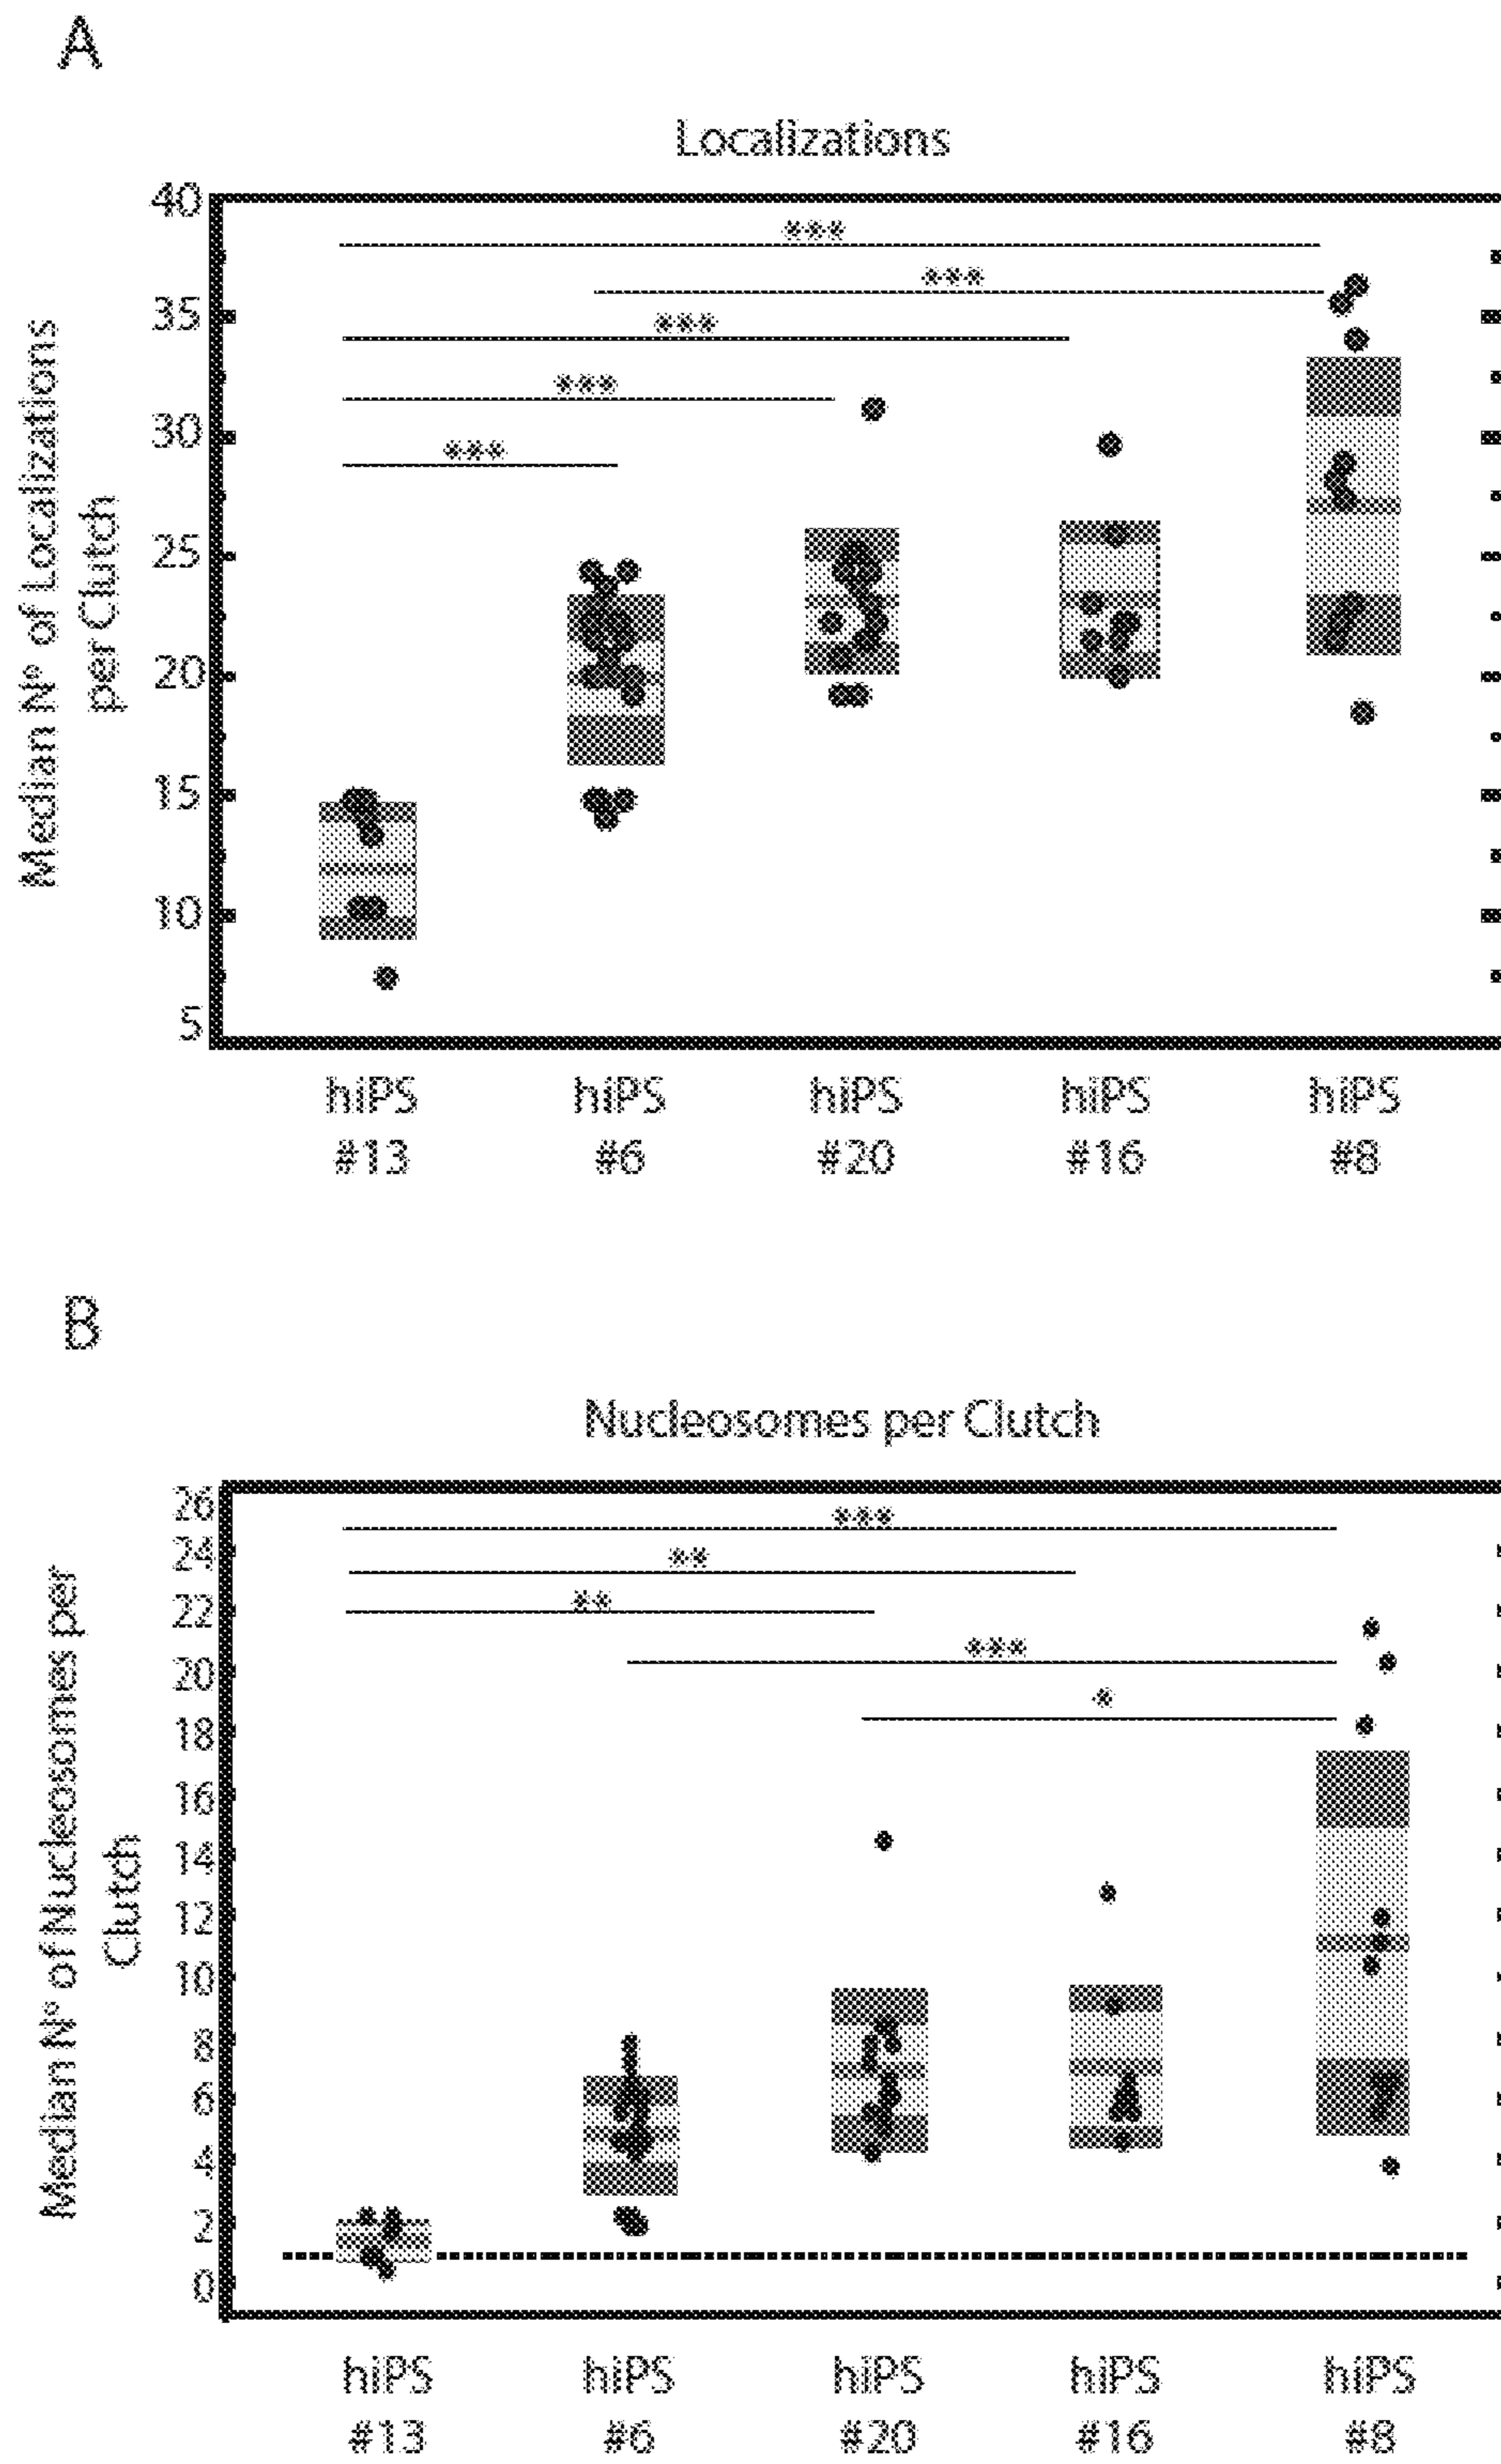 A
Localizations
Median Nº of Localizations
per Clutch
40
35
30
25
20
15
10
5
***
***
***
***
***
hiPS hiPS hiPS hiPS hiPS
#13 #6 #20 #16 #8
B
Nucleosomes per Clutch
Median Nº of Nucleosomes per
Clutch
26
24
22
20
18
16
14
12
10
8
6
4
2
0
***
**
**
***
*
hiPS hiPS hiPS hiPS hiPS
#13 #6 #20 #16 #8